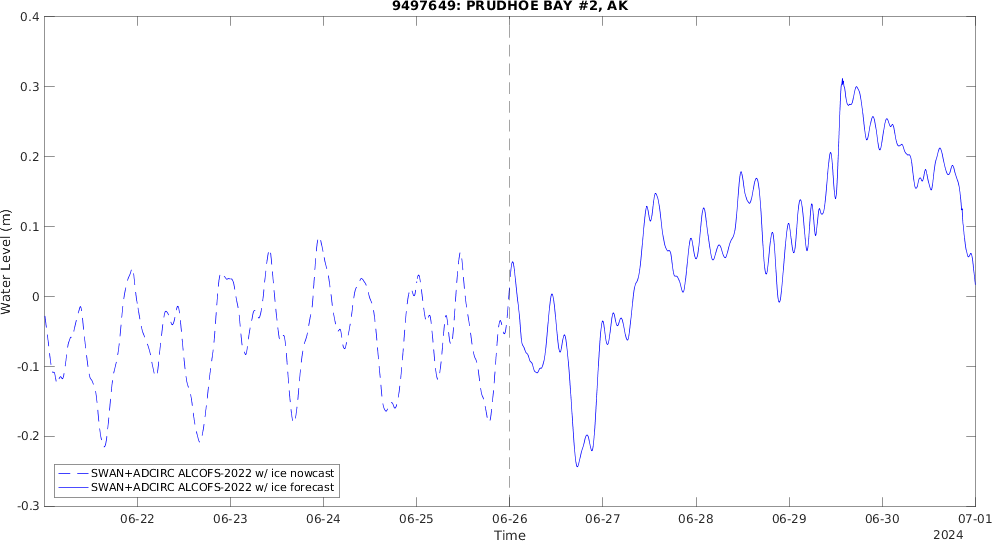 9497649: PRUDHOE BAY #2, AK
0.4
0.3
0.2
0.1
0
-0.1
-0.2
-0.3
Water Level (m)
SWAN+ADCIRC ALCOFS-2022 w/ ice nowcast
SWAN+ADCIRC ALCOFS-2022 w/ ice forecast
06-22 06-23 06-24 06-25 06-26 06-27 06-28 06-29 06-30 07-01
Time
2024